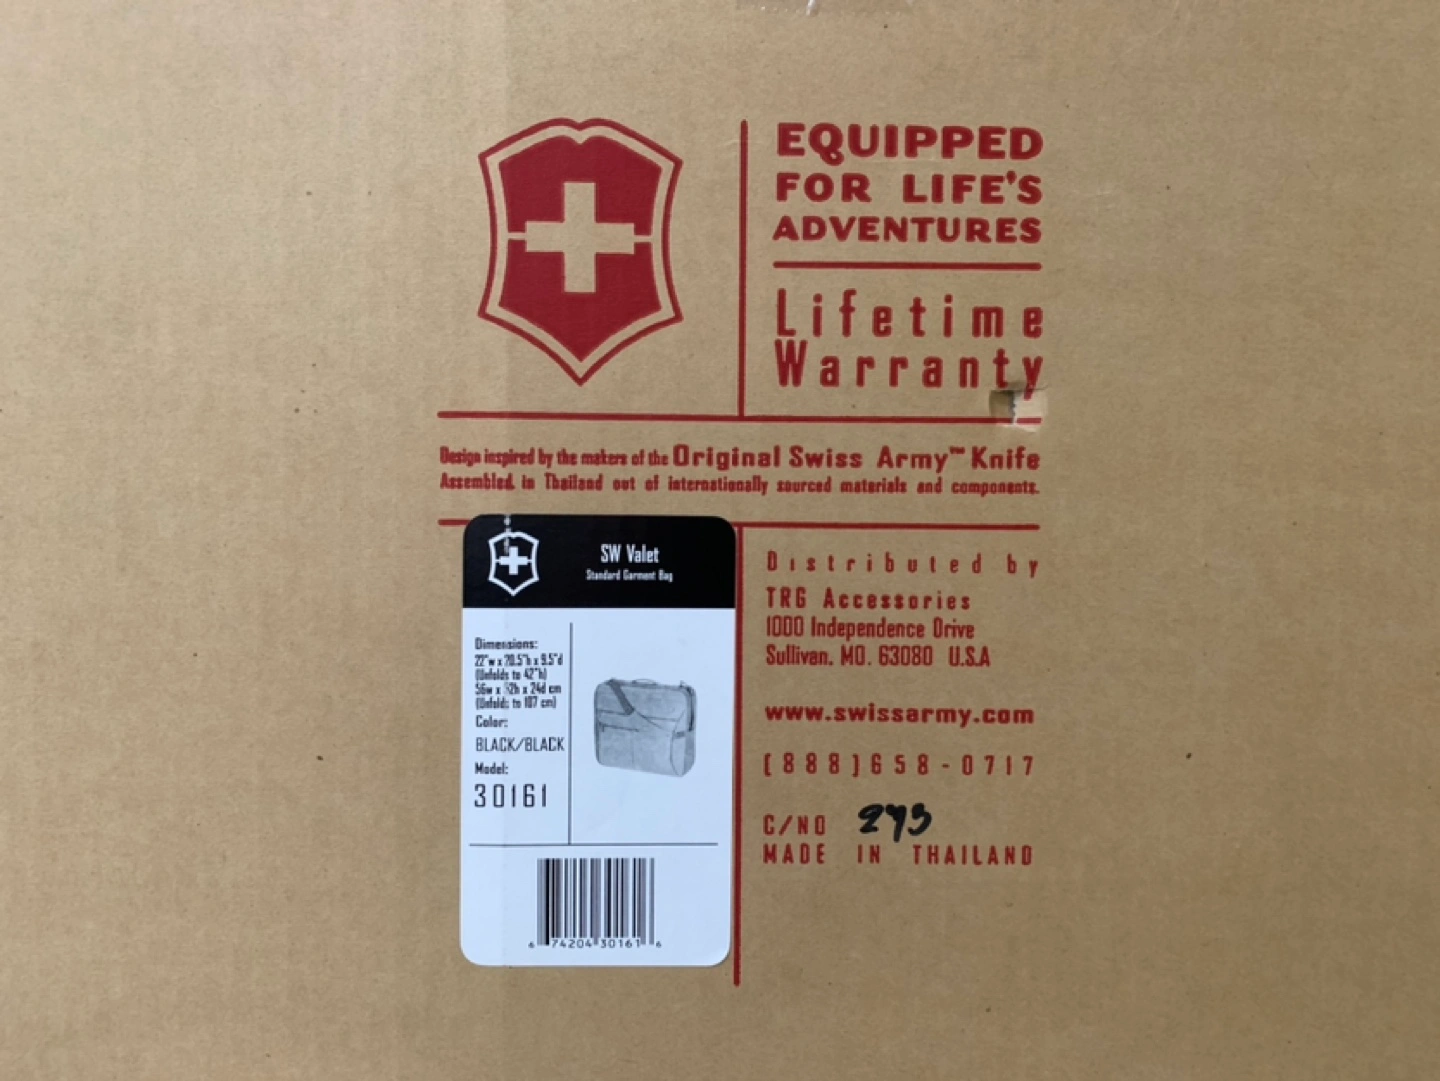 EQUIPPED
FOR LIFE'S
ADVENTURES
Lifetime
Warranty
Design inspired by the makers of the Original Swiss Army™ Knife
Assembled in Thailand out of internationally sourced materials and components.
SW Valet
Standard Garment Bag
Dimensions:
22"w x 20.5"h x 9.5"d
(Unfolds to 42"h)
56w x 52h x 24d cm
(Unfolds to 107 cm)
Color:
BLACK/BLACK
Model:
30161
6 74204 30161 6
Distributed by
TRG Accessories
1000 Independence Drive
Sullivan. MO. 63080 U.S.A
www.swissarmy.com
(888)658-0717
C/NO 273
MADE IN THAILAND